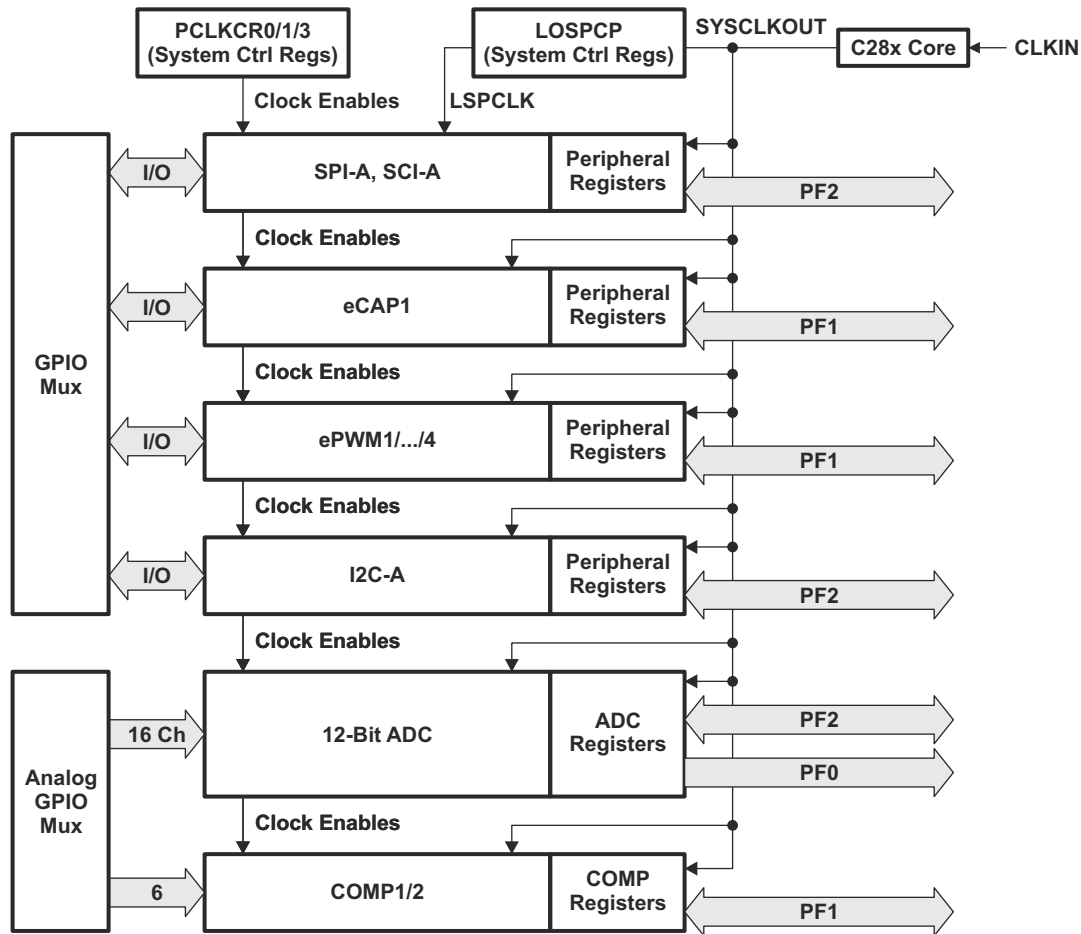 PCLKCR0/1/3
(System Ctrl Regs)
LOSPCP
(System Ctrl Regs)
SYSCLKOUT
C28x Core
CLKIN
Clock Enables
LSPCLK
I/O
SPI-A, SCI-A
Peripheral
Registers
PF2
Clock Enables
I/O
eCAP1
Peripheral
Registers
PF1
Clock Enables
GPIO
Mux
I/O
ePWM1/.../4
Peripheral
Registers
PF1
Clock Enables
I/O
I2C-A
Peripheral
Registers
PF2
Clock Enables
16 Ch
12-Bit ADC
ADC
Registers
PF2
PF0
Analog
GPIO
Mux
Clock Enables
6
COMP1/2
COMP
Registers
PF1